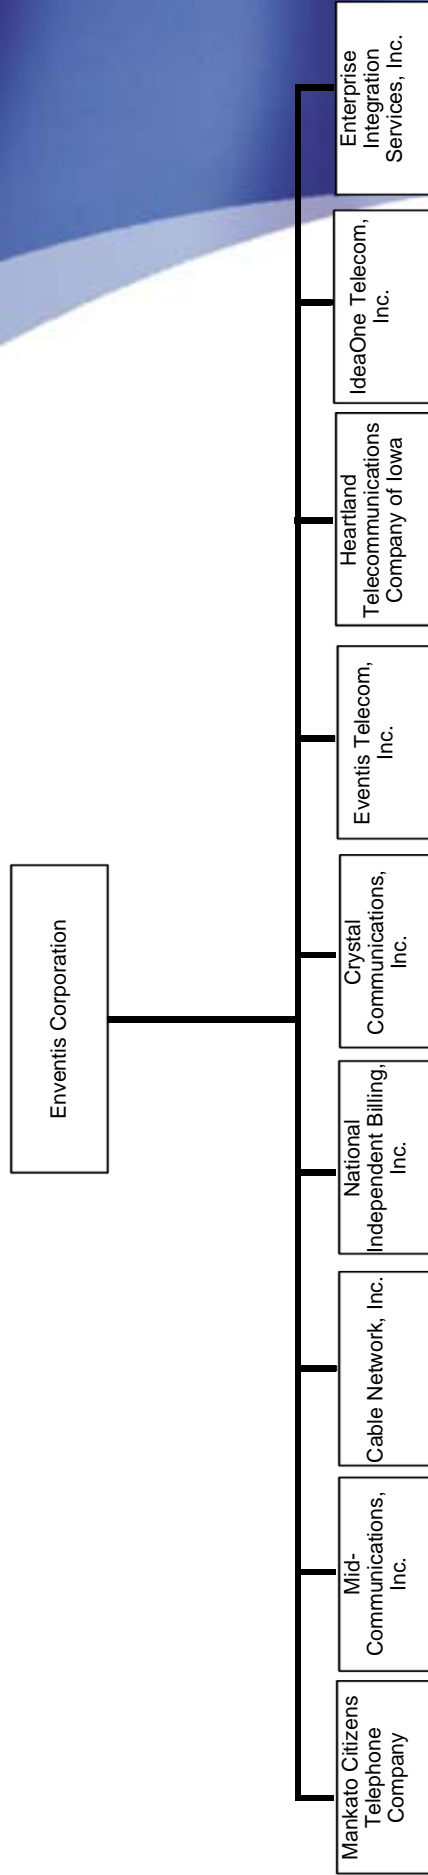 Enventis Corporation
Mankato Citizens
Telephone
Company
Mid-
Communications,
Inc.
Cable Network, Inc.
National
Independent Billing,
Inc.
Crystal
Communications,
Inc.
Eventis Telecom,
Inc.
Heartland
Telecommunications
Company of Iowa
IdeaOne Telecom,
Inc.
Enterprise
Integration
Services, Inc.